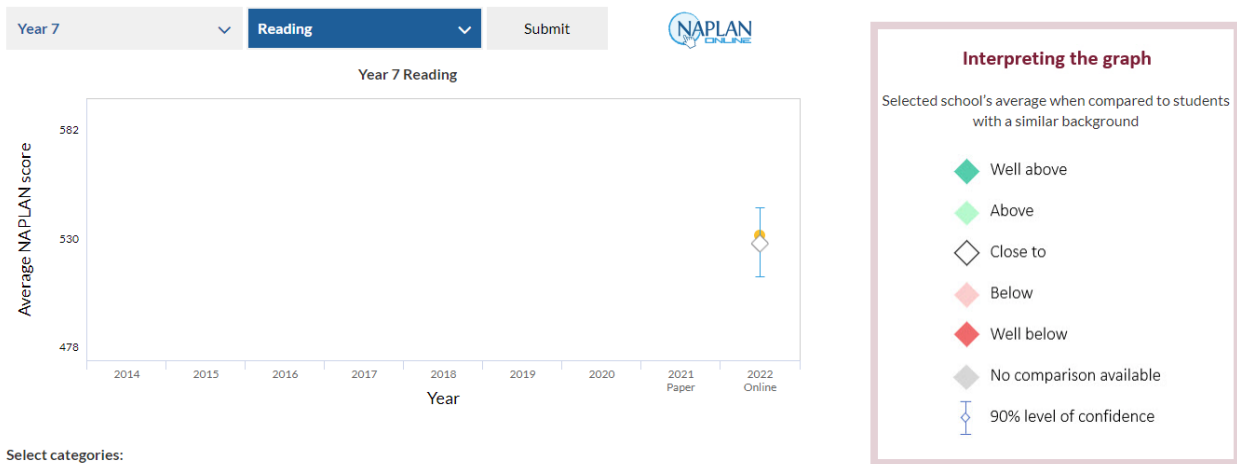 Year 7
Reading
Submit
NAPLAN
ONLINE
Year 7 Reading
Average NAPLAN score
582
530
478
2014
2015
2016
2017
2018
2019
2020
2021
Paper
2022
Online
Year
Select categories:
Interpreting the graph
Selected school's average when compared to students
with a similar background
Well above
Above
Close to
Below
Well below
No comparison available
90% level of confidence